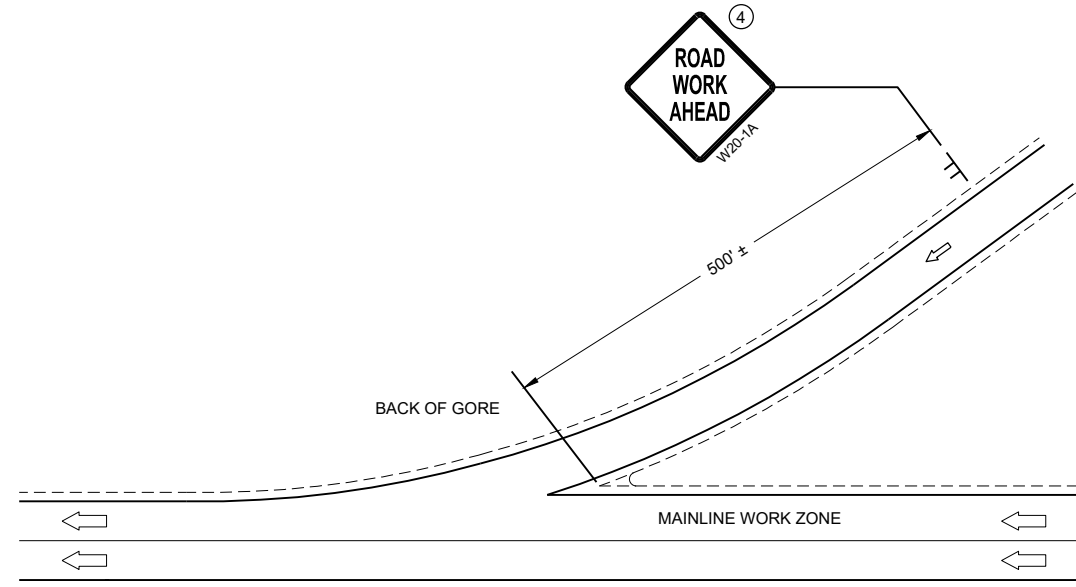 4
ROAD
WORK
AHEAD
W20-1A
500' ±
BACK OF GORE
MAINLINE WORK ZONE